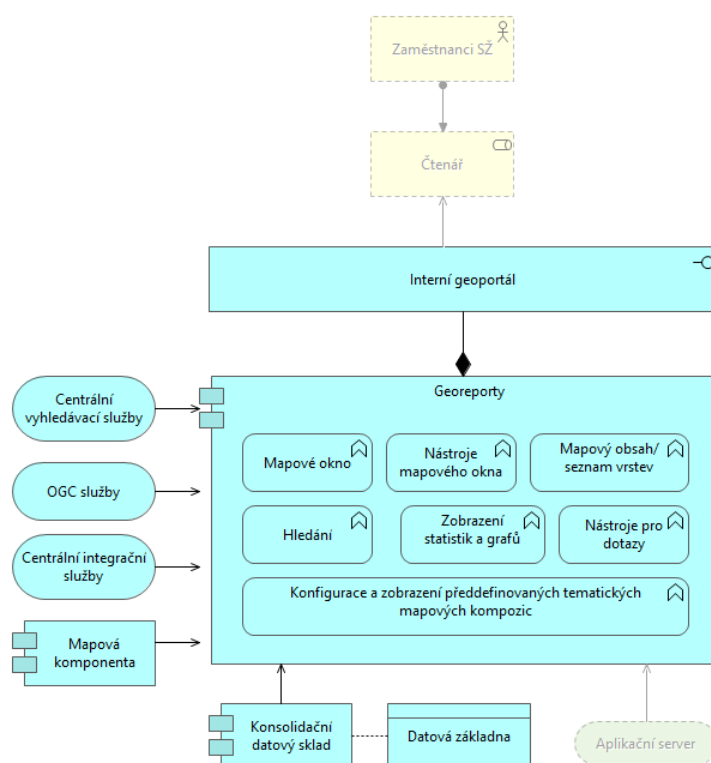 Zaměstnanci SŽ
Čtenář
Interní geoportál
Georeporty
Centrální
vyhledávací služby
OGC služby
Centrální integrační
služby
Mapová
komponenta
Mapové okno
Nástroje
mapového okna
Mapový obsah/
seznam vrstev
Hledání
Zobrazení
statistik a grafů
Nástroje pro
dotazy
Konfigurace a zobrazení předdefinovaných tematických
mapových kompozic
Konsolidační
datový sklad
Datová základna
Aplikační server